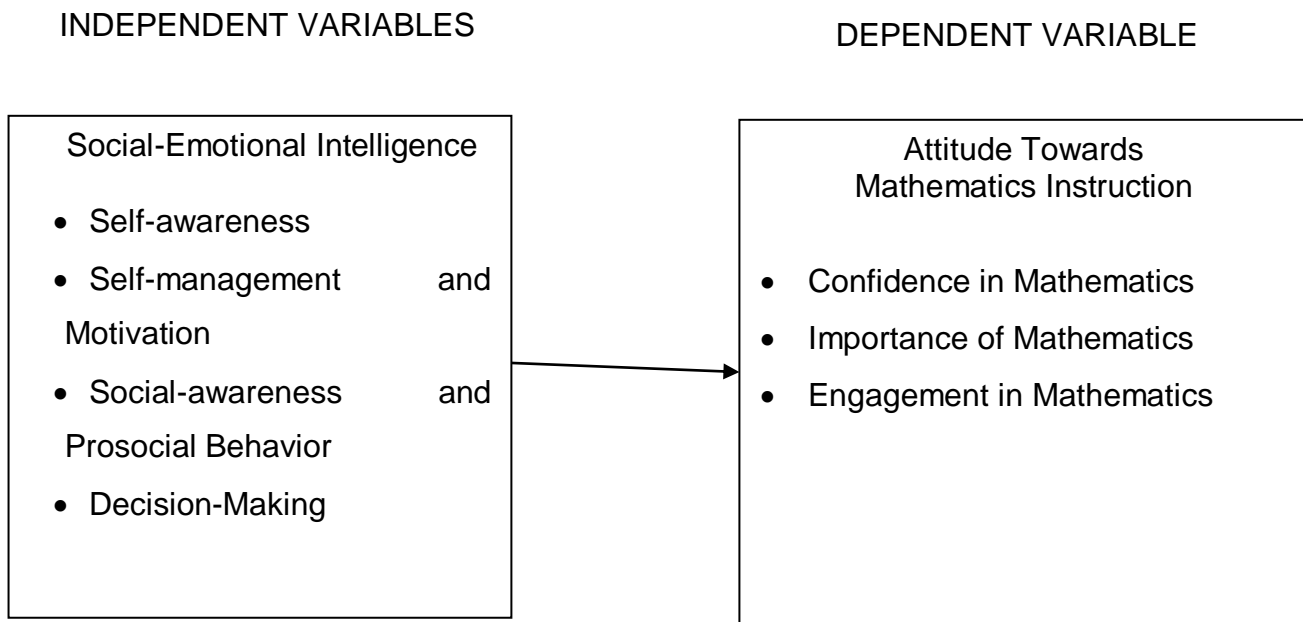 INDEPENDENT VARIABLES
DEPENDENT VARIABLE
Social-Emotional Intelligence
• Self-awareness
• Self-management and
Motivation
• Social-awareness and
Prosocial Behavior
• Decision-Making
Attitude Towards
Mathematics Instruction
• Confidence in Mathematics
• Importance of Mathematics
• Engagement in Mathematics